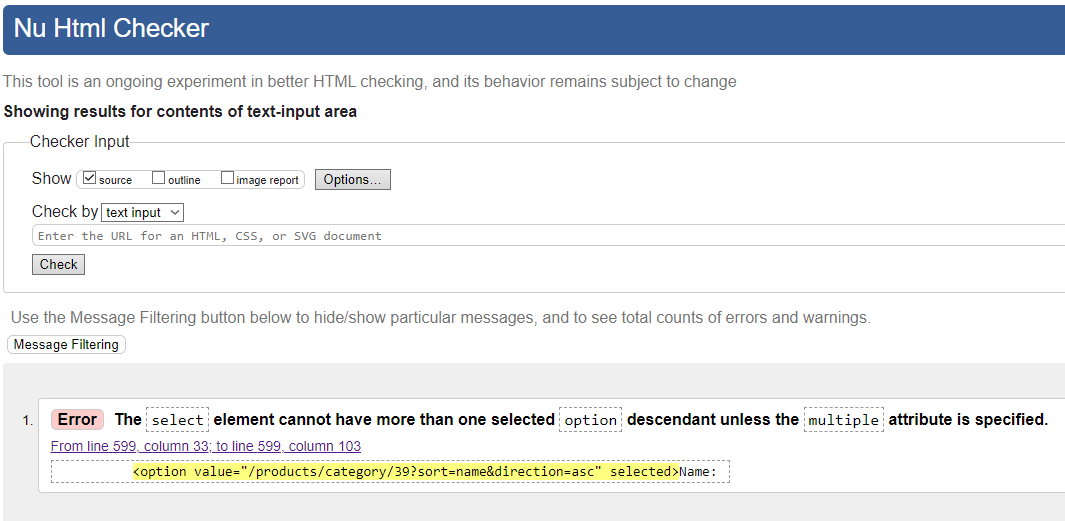 Nu Html Checker
This tool is an ongoing experiment in better HTML checking, and its behavior remains subject to change
Showing results for contents of text-input area
Checker Input
Show source outline image report Options...
Check by text input
Enter the URL for an HTML, CSS, or SVG document
Check
Use the Message Filtering button below to hide/show particular messages, and to see total counts of errors and warnings.
Message Filtering
1. Error The select element cannot have more than one selected option descendant unless the multiple attribute is specified.
From line 599, column 33; to line 599, column 103
<option value="/products/category/39?sort=name&direction=asc" selected>Name: